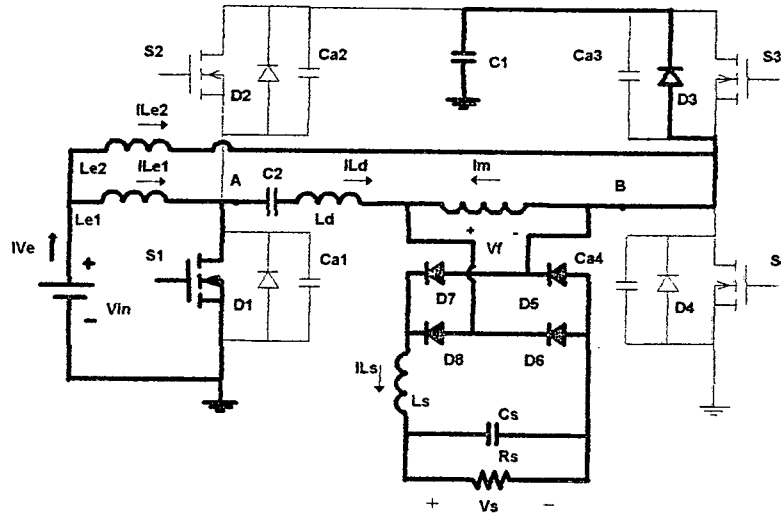 S2
Ca2
C1
Ca3
S3
D2
D3
ILe2
Le2
ILe1
A
C2
ILd
Im
B
Le1
Ld
IVe
+
Vin
-
S1
D1
Ca1
+ Vf -
D7
D5
Ca4
D8
D6
D4
S
ILs
Ls
Cs
Rs
+ Vs -